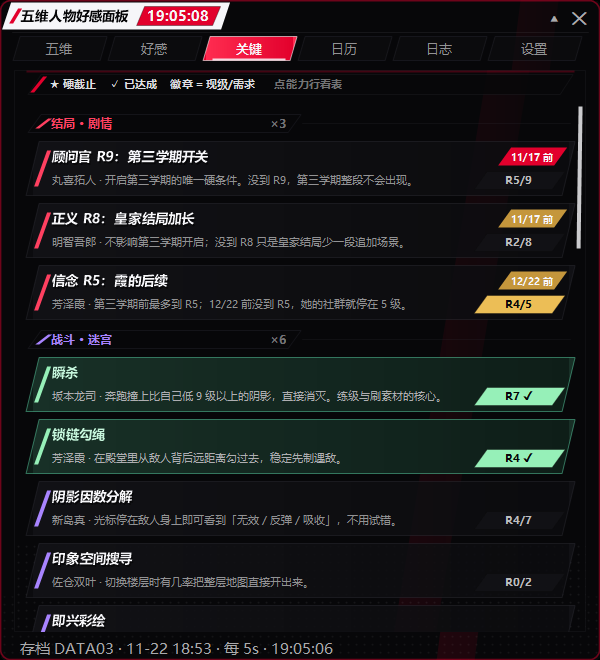 五维人物好感面板 19:05:08
五维 好感 关键 日历 日志 设置
★ 硬截止 ✓ 已达成 徽章 = 现级/需求 点能力行看表
结局·剧情 ×3
顾问官 R9：第三学期开关 11/17 前
丸喜拓人 · 开启第三学期的唯一硬条件。没到 R9，第三学期整段不会出现。 R5/9
正义 R8：皇家结局加长 11/17 前
明智吾郎 · 不影响第三学期开启；没到 R8 只是皇家结局少一段追加场景。 R2/8
信念 R5：霞的后续 12/22 前
芳泽霞 · 第三学期前最多到 R5；12/22 前没到 R5，她的社群就停在 5 级。 R4/5
战斗·迷宫 ×6
瞬杀
坂本龙司 · 奔跑撞上比自己低 9 级以上的阴影，直接消灭。练级与刷素材的核心。 R7 ✓
锁链勾绳
芳泽霞 · 在殿堂里从敌人背后远距离勾过去，稳定先制遇敌。 R4 ✓
阴影因数分解
新岛真 · 光标停在敌人身上即可看到「无效 / 反弹 / 吸收」，不用试错。 R4/7
印象空间搜寻
佐仓双叶 · 切换楼层时有几率把整层地图直接开出来。 R0/2
即兴彩绘
存档 DATA03 · 11-22 18:53 · 每 5s · 19:05:06